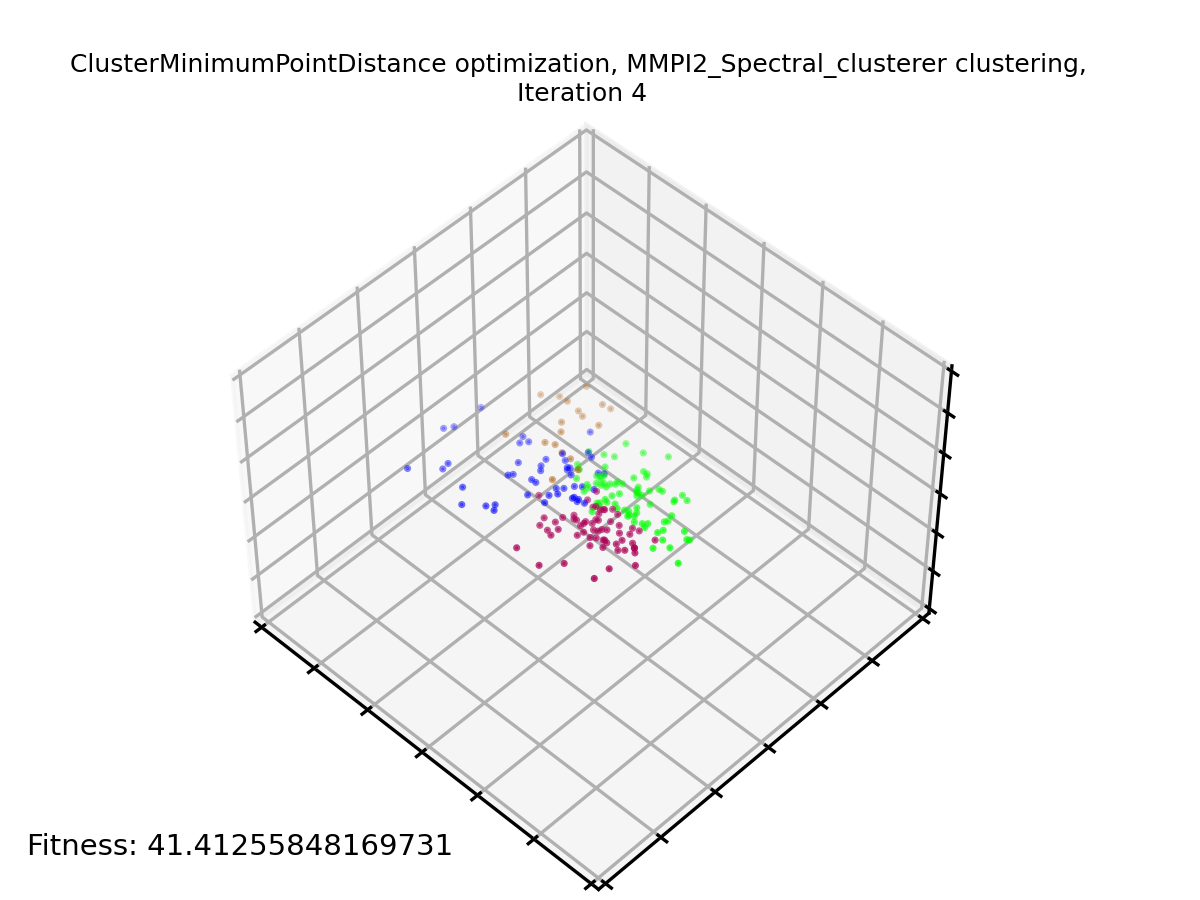 ClusterMinimumPointDistance optimization, MMPI2_Spectral_clusterer clustering,
Iteration 4
Fitness: 41.41255848169731